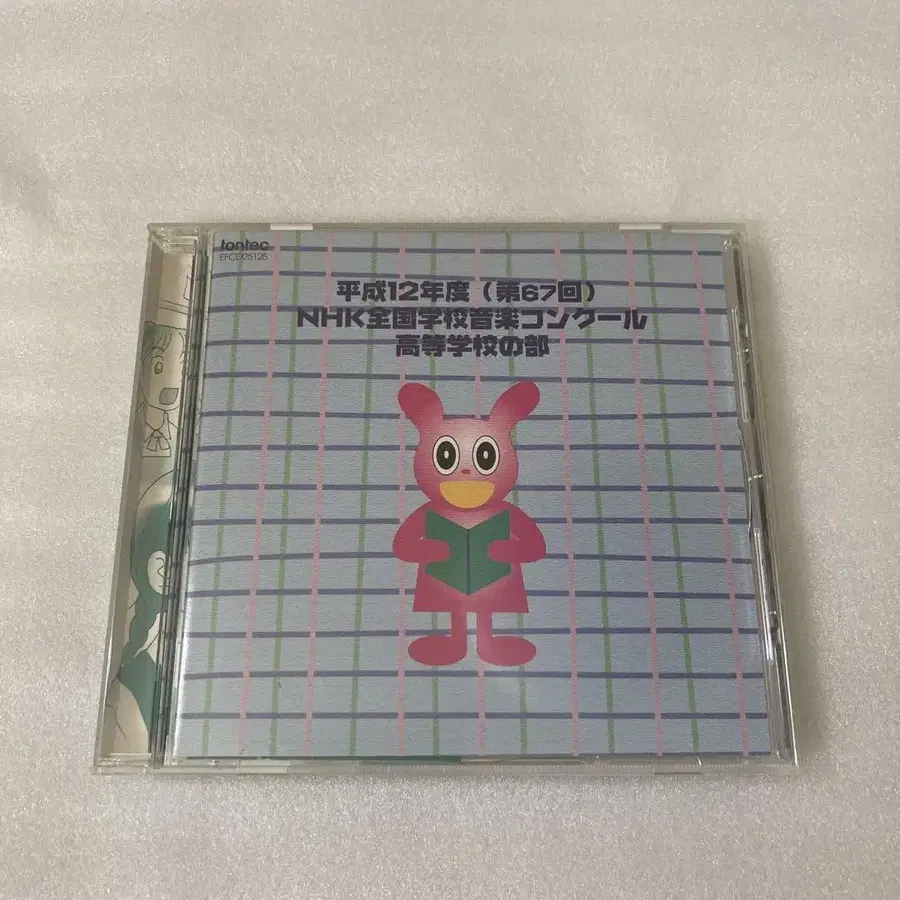 fontec
EFCD25125
平成12年度（第67回）
NHK全国学校音楽コンクール
高等学校の部